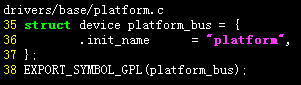 drivers/base/platform.c
35 struct device platform_bus = {
36 .init_name = "platform",
37 };
38 EXPORT_SYMBOL_GPL(platform_bus);